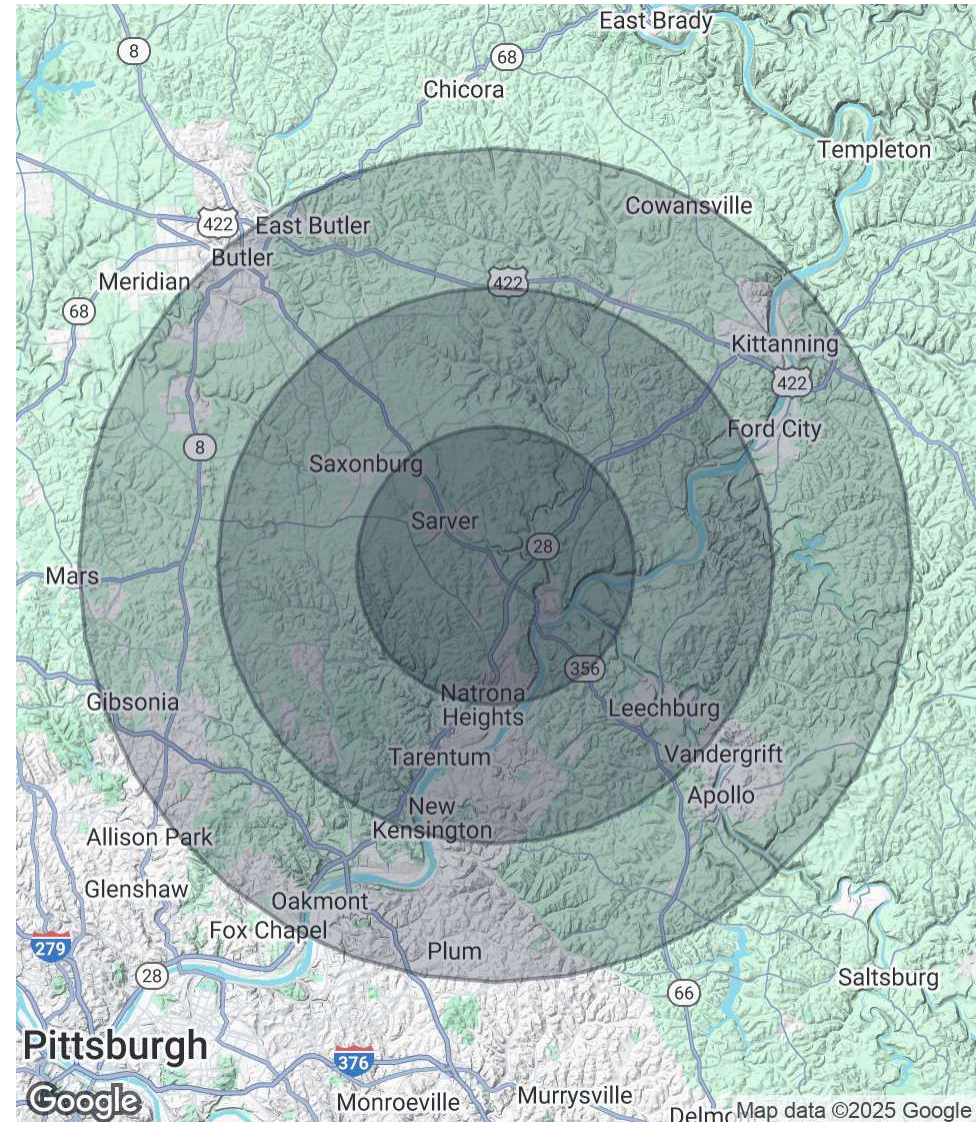 East Brady
8
68
Chicora
Templeton
Cowansville
422
East Butler
Butler
Meridian
422
68
Kittanning
422
Ford City
8
Saxonburg
Sarver
28
Mars
356
Natrona
Heights
Gibsonia
Leechburg
Tarentum
Vandergrift
Apollo
New
Kensington
Allison Park
Glenshaw
Oakmont
Fox Chapel
279
Plum
28
Saltsburg
66
Pittsburgh
376
Google
Monroeville
Murrysville
Delmo
Map data ©2025 Google